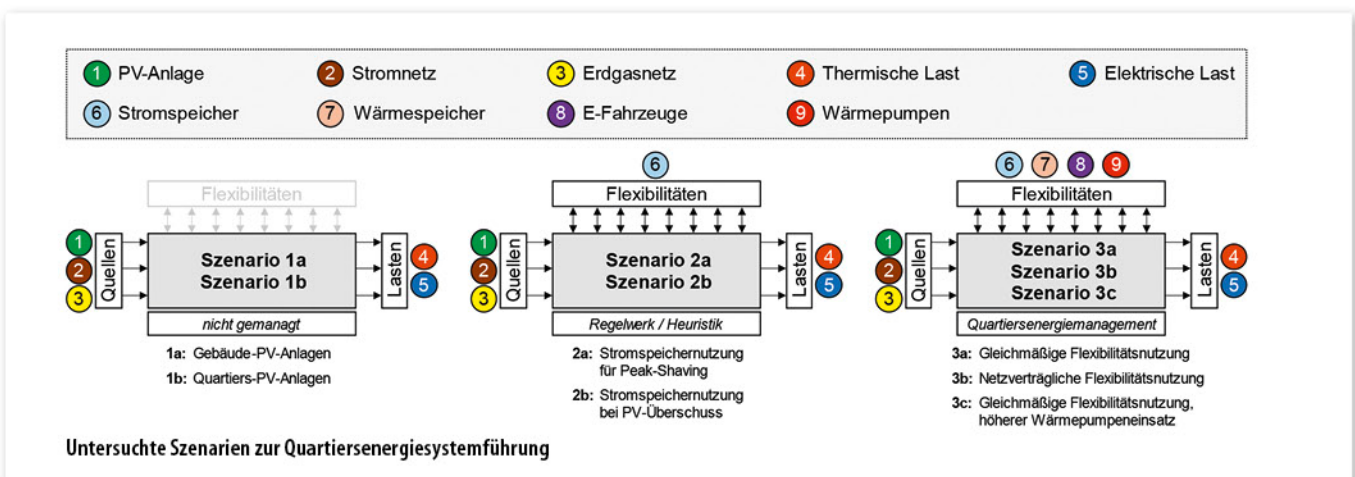 1 PV-Anlage 2 Stromnetz 3 Erdgasnetz 4 Thermische Last 5 Elektrische Last
6 Stromspeicher 7 Wärmespeicher 8 E-Fahrzeuge 9 Wärmepumpen
Flexibilitäten
1
2
3
Quellen
Szenario 1a
Szenario 1b
Lasten
4
5
nicht gemanagt
1a: Gebäude-PV-Anlagen
1b: Quartiers-PV-Anlagen
6
Flexibilitäten
1
2
3
Quellen
Szenario 2a
Szenario 2b
Lasten
4
5
Regelwerk / Heuristik
2a: Stromspeichernutzung
für Peak-Shaving
2b: Stromspeichernutzung
bei PV-Überschuss
6 7 8 9
Flexibilitäten
1
2
3
Quellen
Szenario 3a
Szenario 3b
Szenario 3c
Lasten
4
5
Quartiersenergiemanagement
3a: Gleichmäßige Flexibilitätsnutzung
3b: Netzverträgliche Flexibilitätsnutzung
3c: Gleichmäßige Flexibilitätsnutzung,
höherer Wärmepumpeneinsatz
Untersuchte Szenarien zur Quartiersenergiesystemführung